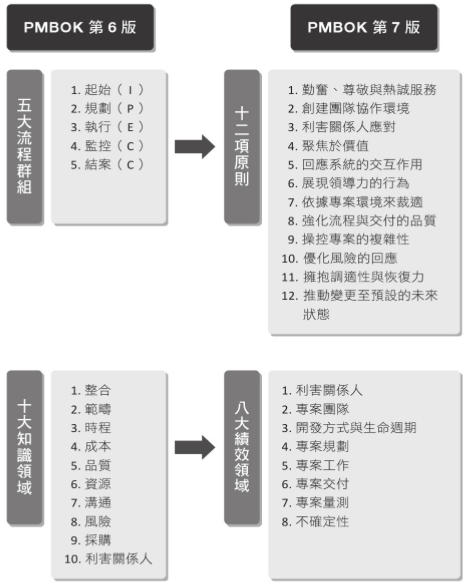 PMBOK 第 6 版
PMBOK 第 7 版
五大流程群組
1. 起始（I）
2. 規劃（P）
3. 執行（E）
4. 監控（C）
5. 結案（C）
十二項原則
1. 勤奮、尊敬與熱誠服務
2. 創建團隊協作環境
3. 利害關係人應對
4. 聚焦於價值
5. 回應系統的交互作用
6. 展現領導力的行為
7. 依據專案環境來裁適
8. 強化流程與交付的品質
9. 操控專案的複雜性
10. 優化風險的回應
11. 擁抱調適性與恢復力
12. 推動變更至預設的未來
狀態
十大知識領域
1. 整合
2. 範疇
3. 時程
4. 成本
5. 品質
6. 資源
7. 溝通
8. 風險
9. 採購
10. 利害關係人
八大績效領域
1. 利害關係人
2. 專案團隊
3. 開發方式與生命週期
4. 專案規劃
5. 專案工作
6. 專案交付
7. 專案量測
8. 不確定性